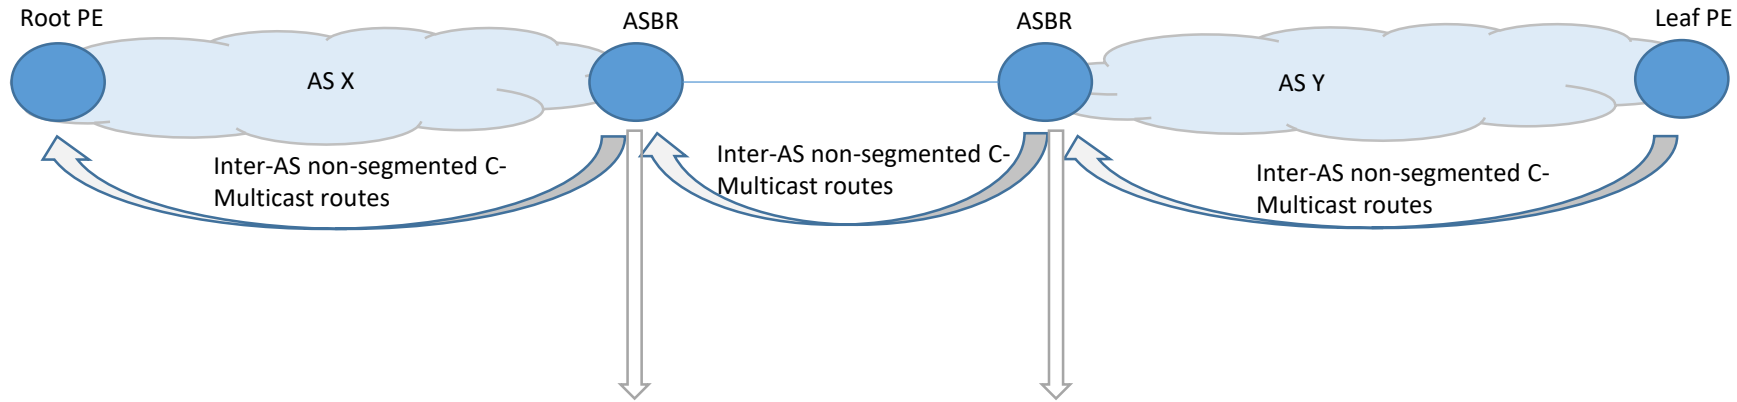 Root PE
ASBR
ASBR
Leaf PE
AS X
AS Y
Inter-AS non-segmented C-
Multicast routes
Inter-AS non-segmented C-
Multicast routes
Inter-AS non-segmented C-
Multicast routes